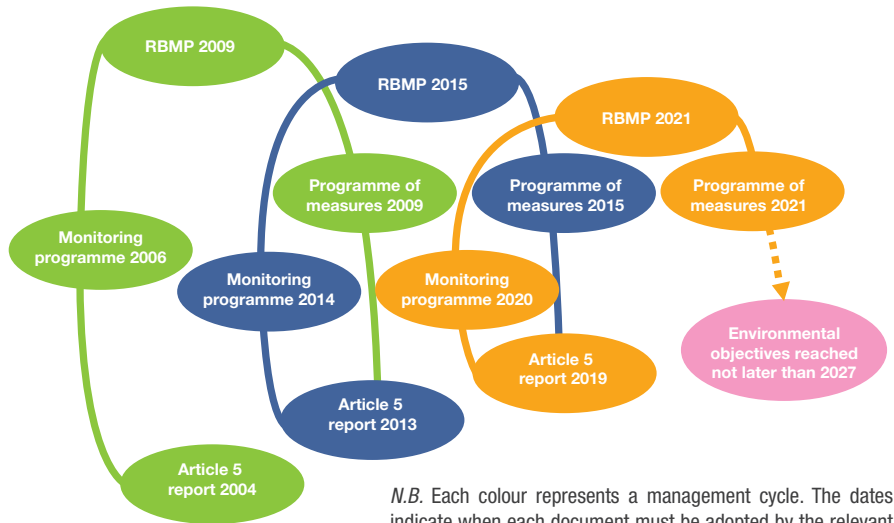 RBMP 2009
RBMP 2015
RBMP 2021
Programme of
measures 2009
Programme of
measures 2015
Programme of
measures 2021
Monitoring
programme 2006
Monitoring
programme 2014
Monitoring
programme 2020
Environmental
objectives reached
not later than 2027
Article 5
report 2019
Article 5
report 2013
Article 5
report 2004
N.B. Each colour represents a management cycle. The dates
indicate when each document must be adopted by the relevant